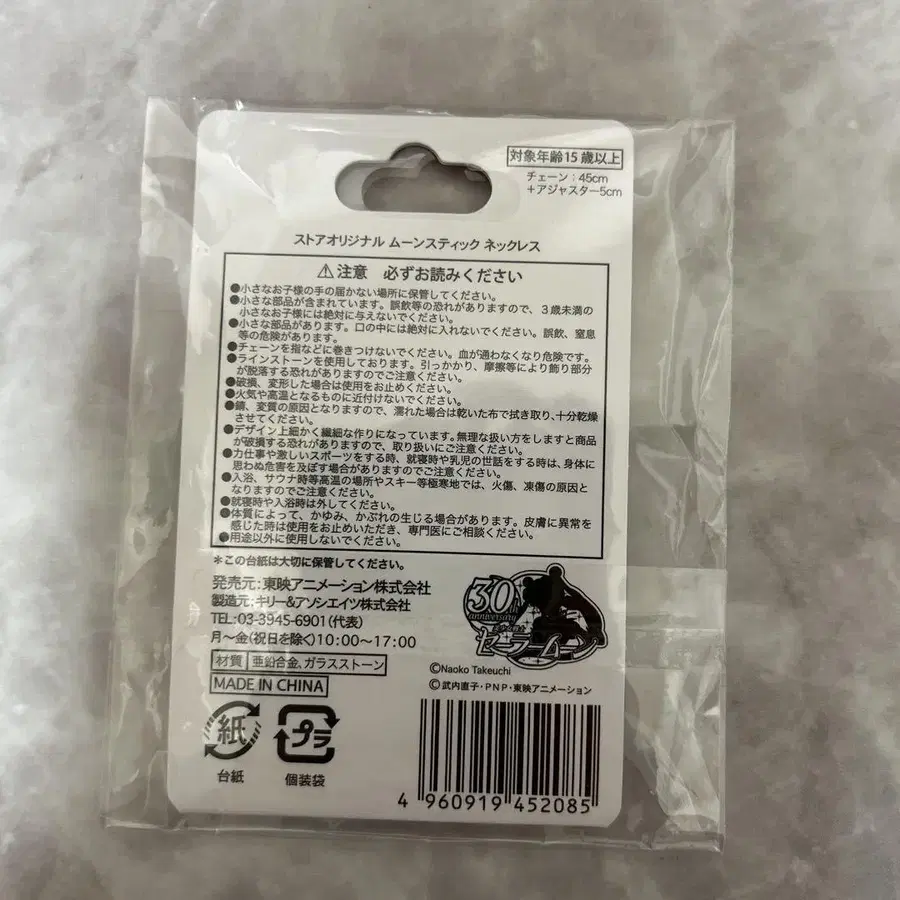 対象年齢15歳以上
チェーン：45cm
＋アジャスター5cm
ストアオリジナル ムーンスティック ネックレス
⚠注意 必ずお読みください
●小さなお子様の手の届かない場所に保管してください。
●小さな部品が含まれています。誤飲等の恐れがありますので、3歳未満の
小さなお子様には絶対に与えないでください。
●小さな部品があります。口の中には絶対に入れないでください。誤飲、窒息
等の危険があります。
●チェーンを指などに巻きつけないでください。血が通わなくなり危険です。
●ラインストーンを使用しております。引っかかり、摩擦等により飾り部分
が脱落する恐れがありますのでご注意ください。
●破損、変形した場合は使用をお止めください。
●火気や高温となるものに近付けないでください。
●錆、変質の原因となりますので、濡れた場合は乾いた布で拭き取り、十分乾燥
させてください。
●デザイン上細かく繊細な作りになっています。無理な扱い方をしますと商品
が破損する恐れがありますので、取り扱いにご注意ください。
●力仕事や激しいスポーツをする時、就寝時や乳児の世話をする時は、身体に
思わぬ危害を及ぼす場合がありますのでご注意ください。
●入浴、サウナ時等高温の場所やスキー等極寒地では、火傷、凍傷の原因と
なりますのでご注意ください。
●就寝時や入浴時は外してください。
●体質によって、かゆみ、かぶれの生じる場合があります。皮膚に異常を
感じた時は使用をお止めいただき、専門医にご相談ください。
●用途以外に使用しないでください。
＊この台紙は大切に保管してください。
発売元：東映アニメーション株式会社
製造元：キリー&アソシエイツ株式会社
TEL:03-3945-6901(代表)
月〜金(祝日を除く)10:00〜17:00
材質 亜鉛合金、ガラスストーン
MADE IN CHINA
30th
anniversary
セーラームーン
©Naoko Takeuchi
©武内直子・PNP・東映アニメーション
紙
台紙
プラ
個装袋
4 960919 452085